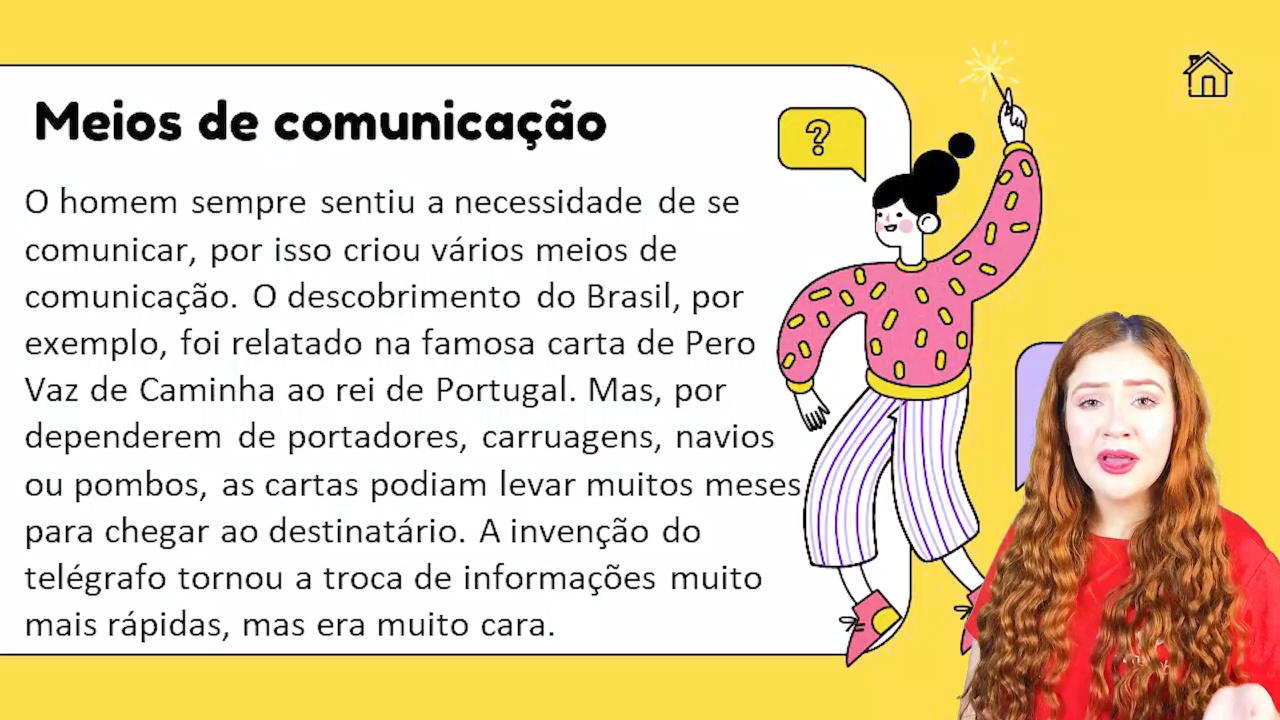 Meios de comunicação
?
O homem sempre sentiu a necessidade de se
comunicar, por isso criou vários meios de
comunicação. O descobrimento do Brasil, por
exemplo, foi relatado na famosa carta de Pero
Vaz de Caminha ao rei de Portugal. Mas, por
dependerem de portadores, carruagens, navios
ou pombos, as cartas podiam levar muitos meses
para chegar ao destinatário. A invenção do
telégrafo tornou a troca de informações muito
mais rápidas, mas era muito cara.